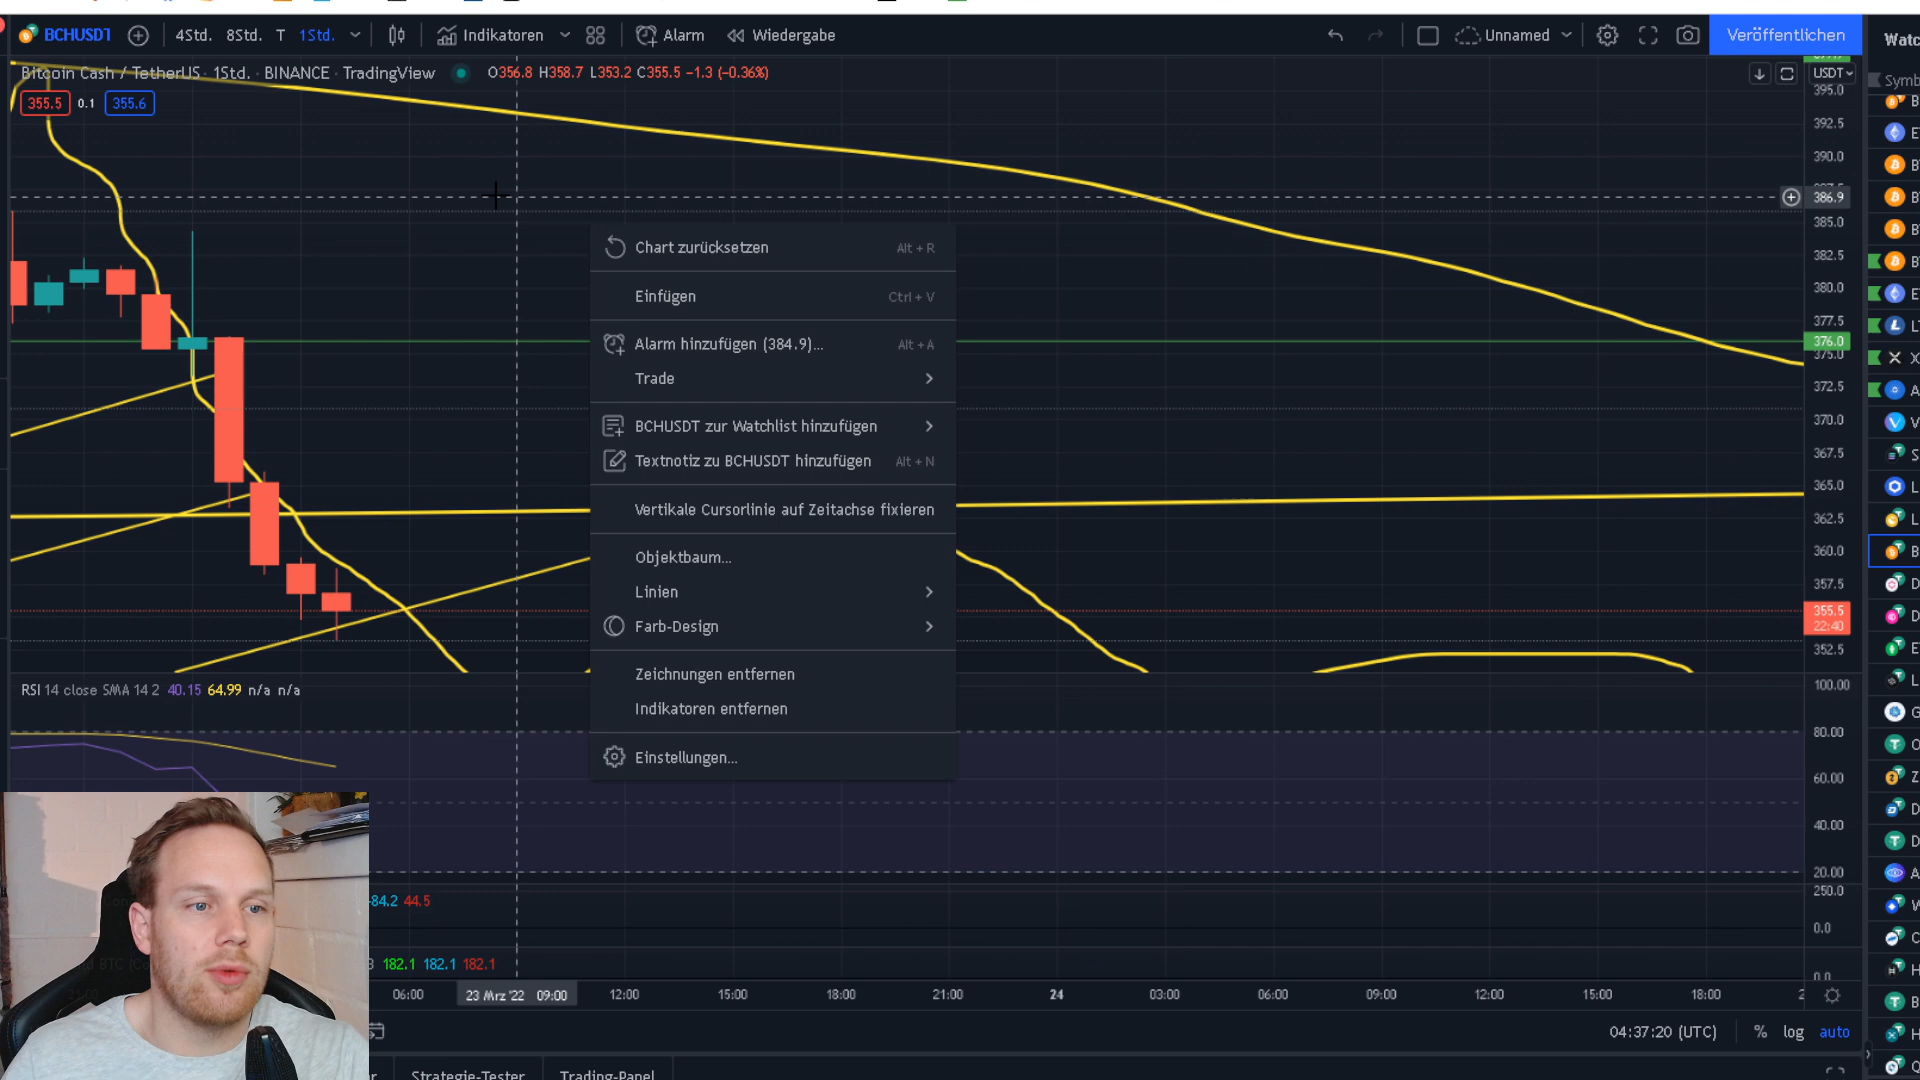 BCHUSDT
4Std. 8Std. T 1Std.
Indikatoren
Alarm
Wiedergabe
Unnamed
Veröffentlichen
Bitcoin Cash / TetherUS · 1Std. · BINANCE · TradingView
O356.8 H358.7 L353.2 C355.5 −1.3 (−0.36%)
USDT
355.5 0.1 355.6
395.0
392.5
390.0
386.9
385.0
382.5
380.0
377.5
376.0
375.0
372.5
370.0
367.5
365.0
362.5
360.0
357.5
355.5
22:40
352.5
Chart zurücksetzen Alt + R
Einfügen Ctrl + V
Alarm hinzufügen (384.9)... Alt + A
Trade
BCHUSDT zur Watchlist hinzufügen
Textnotiz zu BCHUSDT hinzufügen Alt + N
Vertikale Cursorlinie auf Zeitachse fixieren
Objektbaum...
Linien
Farb-Design
Zeichnungen entfernen
Indikatoren entfernen
Einstellungen...
RSI 14 close SMA 14 2 40.15 64.99 n/a n/a
100.00
80.00
60.00
40.00
20.00
-84.2 44.5
250.0
0.0
182.1 182.1 182.1
0.0
06:00 23 Mrz '22 09:00 12:00 15:00 18:00 21:00 24 03:00 06:00 09:00 12:00 15:00 18:00
04:37:20 (UTC) % log auto
Strategie-Tester Trading-Panel